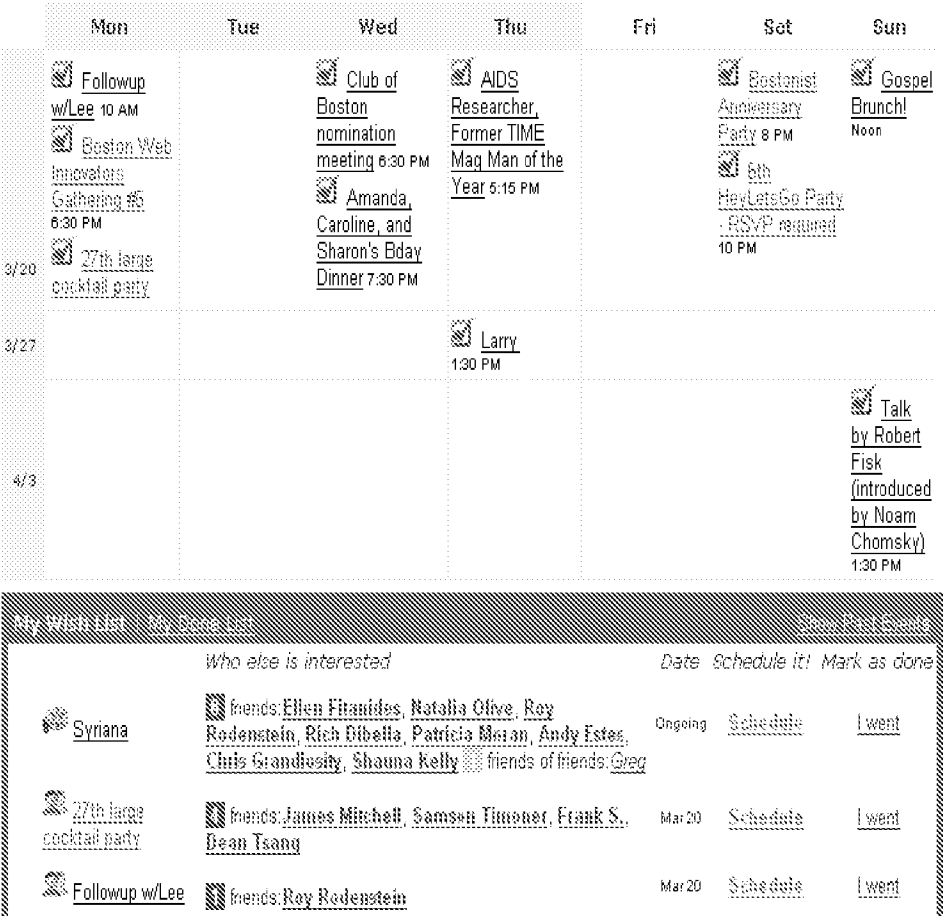 Mon Tue Wed Thu Fri Sat Sun
3/20
Followup
w/Lee 10 AM
Boston Web
Innovators
Gathering #5
6:30 PM
27th large
cocktail party
Club of
Boston
nomination
meeting 6:30 PM
Amanda,
Caroline, and
Sharon's Bday
Dinner 7:30 PM
AIDS
Researcher,
Former TIME
Mag Man of the
Year 5:15 PM
Bostonist
Anniversary
Party 8 PM
6th
HeyLetsGo Party
- RSVP required
10 PM
Gospel
Brunch!
Noon
3/27
Larry
1:30 PM
4/3
Talk
by Robert
Fisk
(introduced
by Noam
Chomsky)
1:30 PM
My Wish List | My Done List Show Past Events
Who else is interested Date Schedule it! Mark as done
Syriana
friends: Ellen Fitanides, Natalia Olive, Roy
Rodenstein, Rich Dibella, Patricia Moran, Andy Estes,
Chris Grandiosity, Shauna Kelly friends of friends: Greg
Ongoing Schedule I went
27th large
cocktail party
friends: James Mitchell, Samson Timoner, Frank S.,
Dean Tsang
Mar 20 Schedule I went
Followup w/Lee friends: Roy Rodenstein Mar 20 Schedule I went